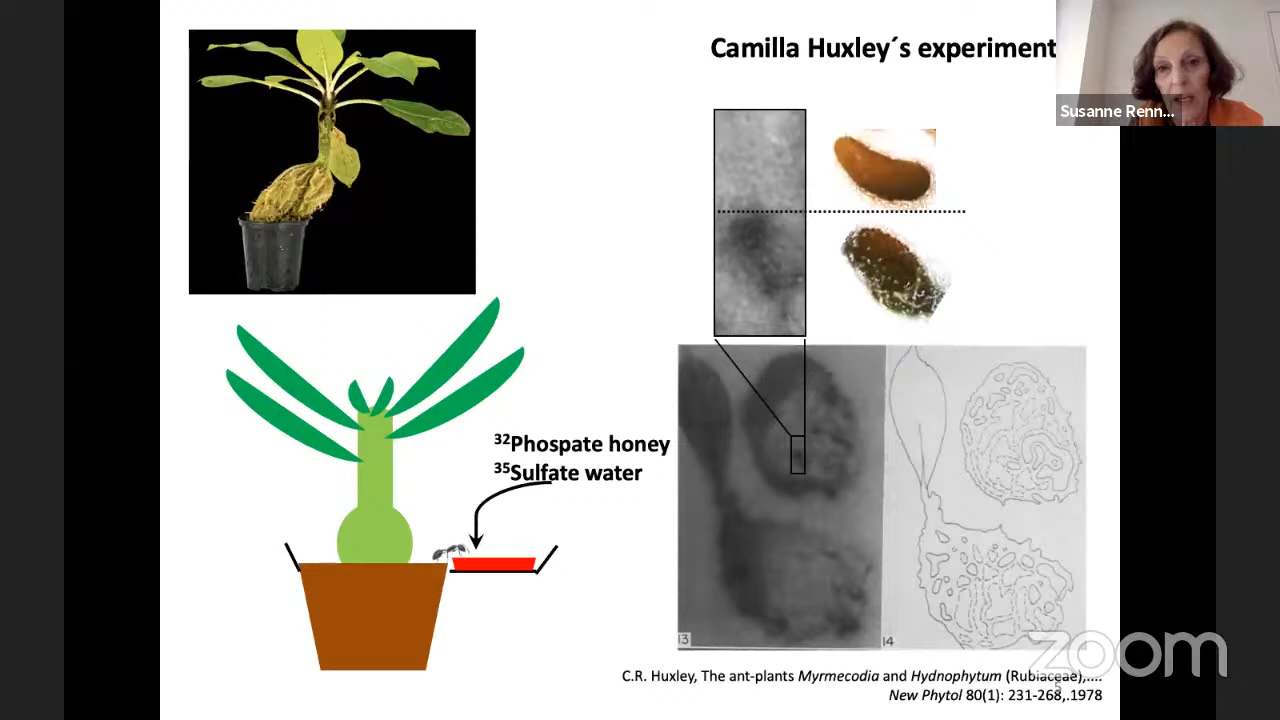 Camilla Huxley´s experiment
Susanne Renn...
32Phospate honey
35Sulfate water
13
14
zoom
C.R. Huxley, The ant-plants Myrmecodia and Hydnophytum (Rubiaceae),....
5
New Phytol 80(1): 231-268,.1978